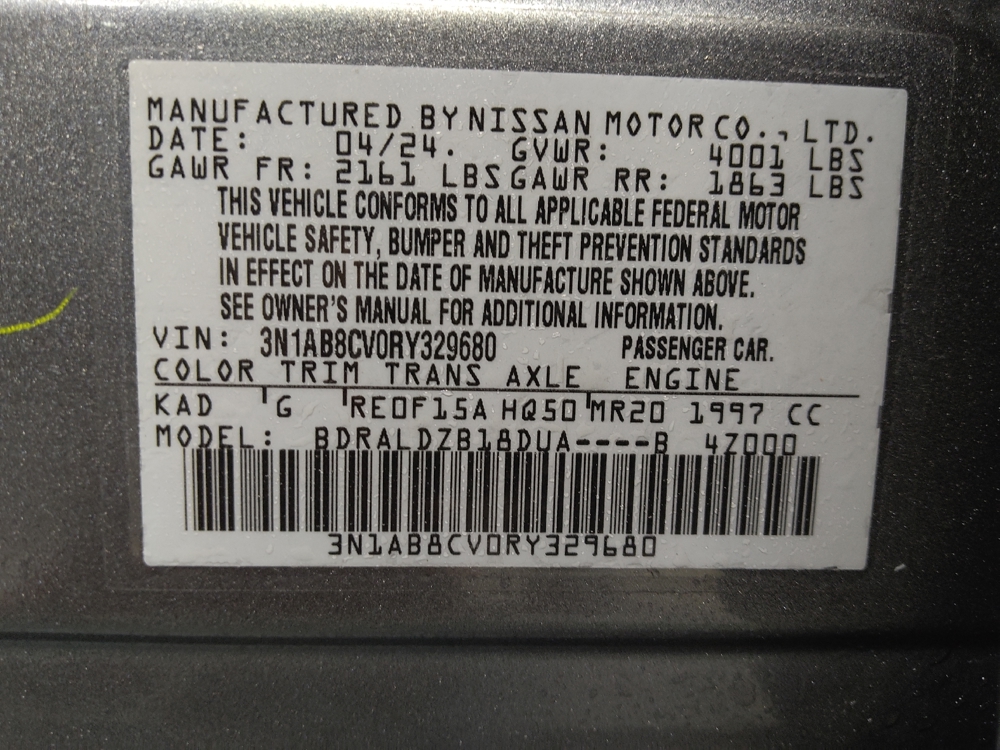 MANUFACTURED BY NISSAN MOTOR CO., LTD.
DATE: 04/24. GVWR: 4001 LBS
GAWR FR: 2161 LBS GAWR RR: 1863 LBS
THIS VEHICLE CONFORMS TO ALL APPLICABLE FEDERAL MOTOR
VEHICLE SAFETY, BUMPER AND THEFT PREVENTION STANDARDS
IN EFFECT ON THE DATE OF MANUFACTURE SHOWN ABOVE.
SEE OWNER'S MANUAL FOR ADDITIONAL INFORMATION.
VIN: 3N1AB8CV0RY329680 PASSENGER CAR.
COLOR TRIM TRANS AXLE ENGINE
KAD G RE0F15A HQ50 MR20 1997 CC
MODEL: BDRALDZB18DUA----B 4Z000
3N1AB8CV0RY329680